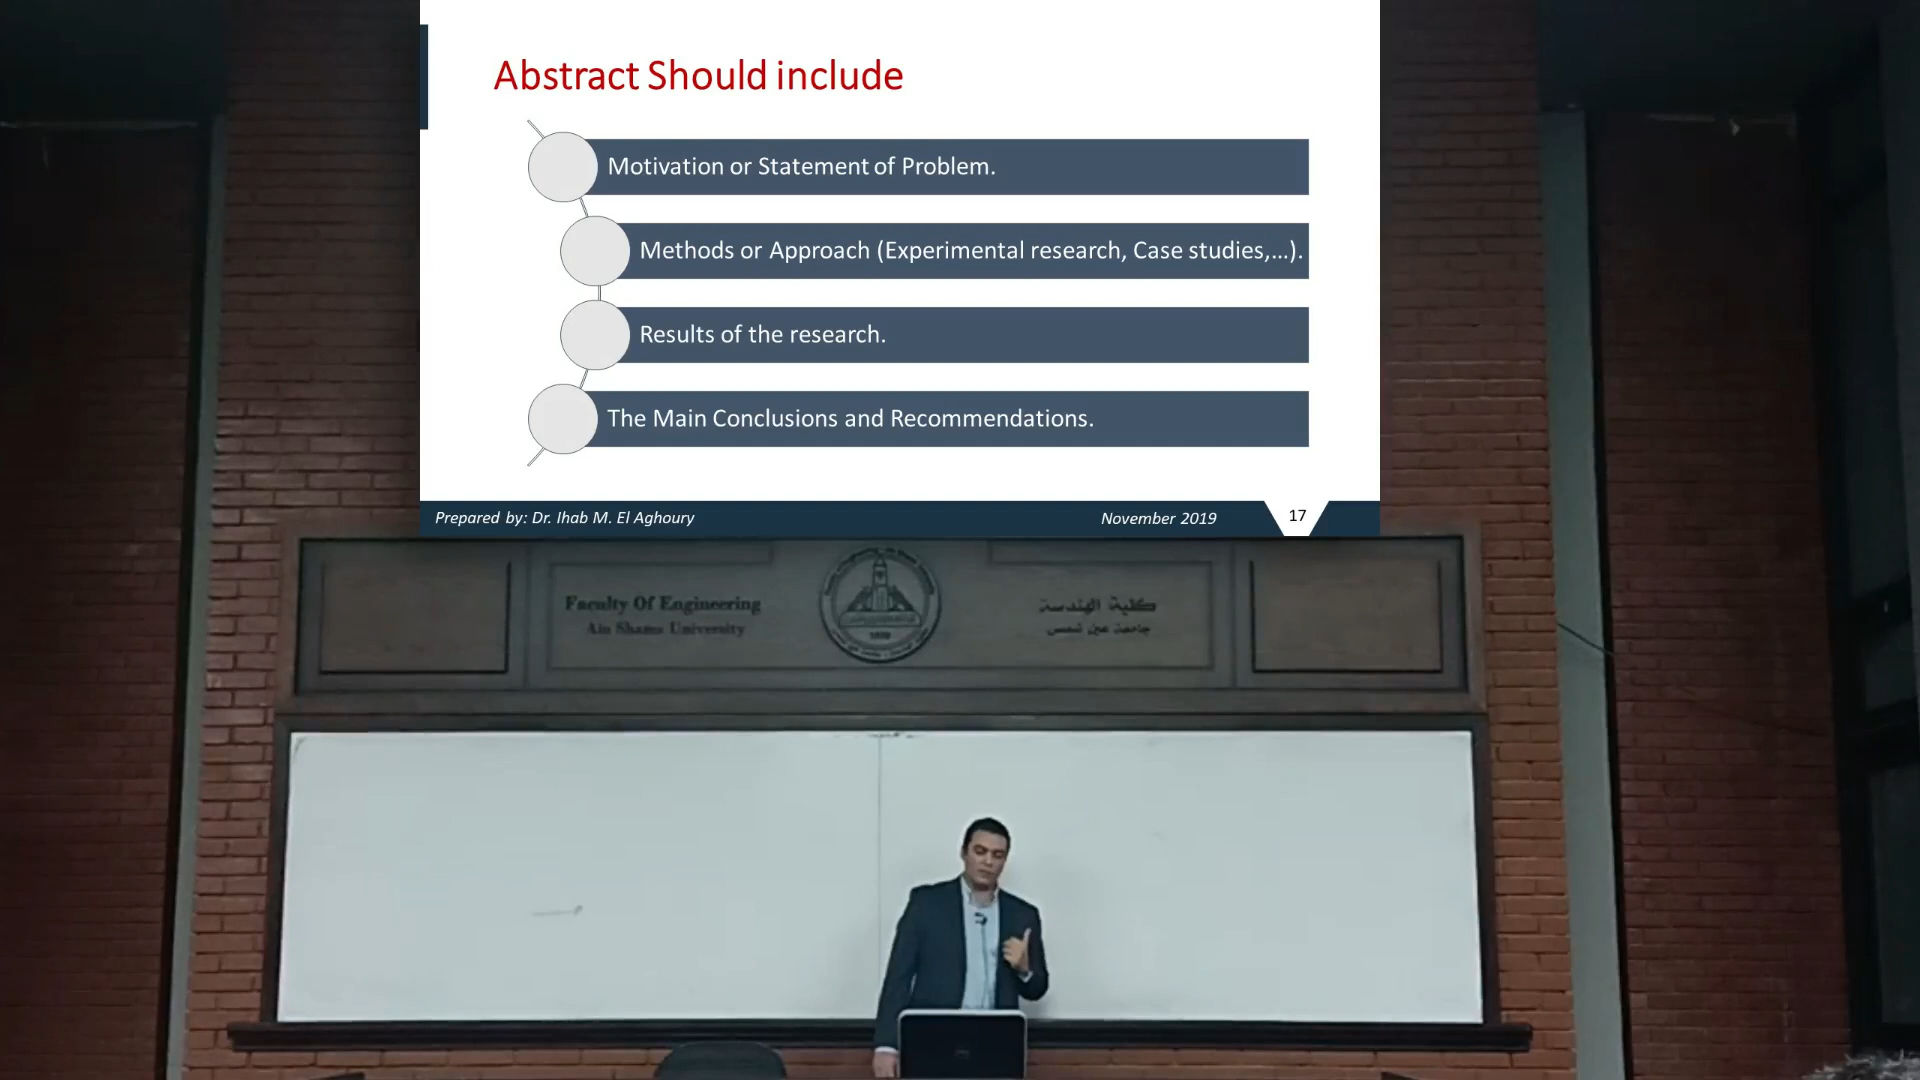 Abstract Should include
Motivation or Statement of Problem.
Methods or Approach (Experimental research, Case studies,...).
Results of the research.
The Main Conclusions and Recommendations.
Prepared by: Dr. Ihab M. El Aghoury
November 2019
17
Faculty Of Engineering
Ain Shams University
كلية الهندسة
جامعة عين شمس